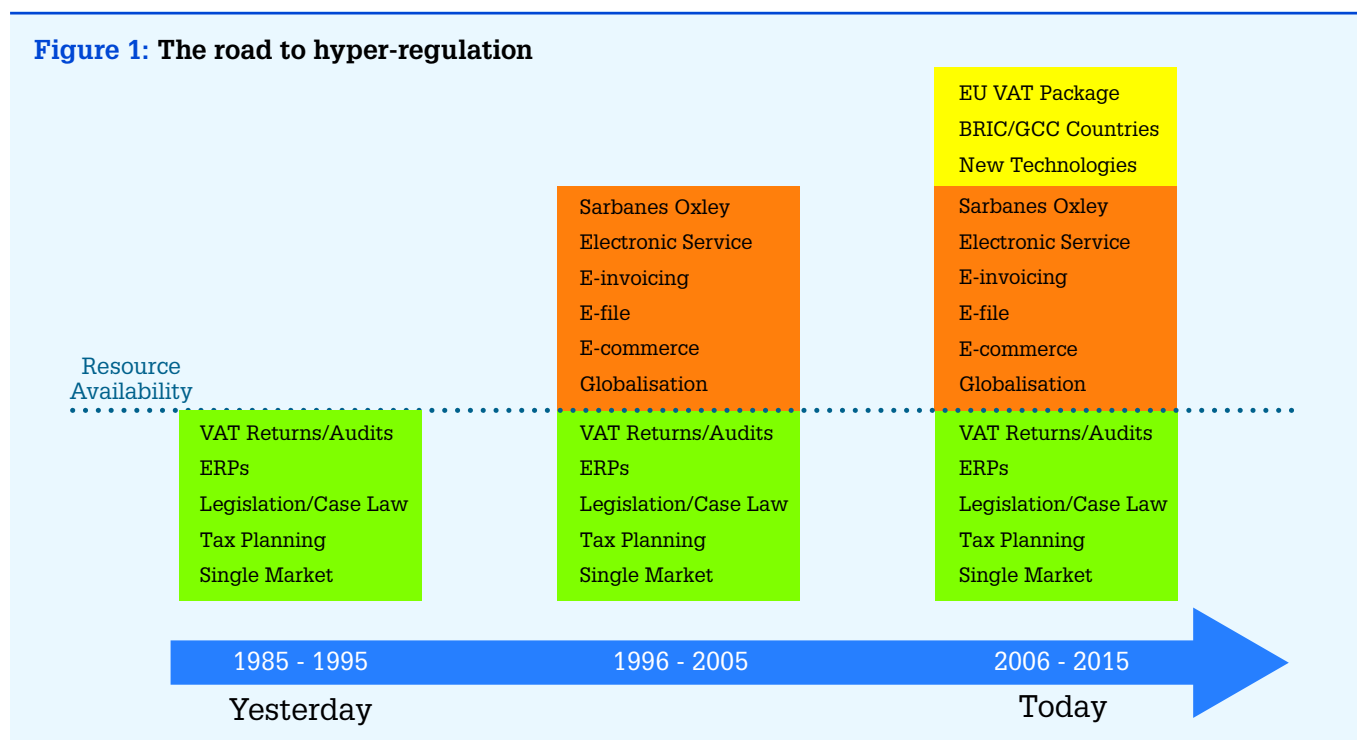 Figure 1: The road to hyper-regulation
EU VAT Package
BRIC/GCC Countries
New Technologies
Sarbanes Oxley
Electronic Service
E-invoicing
E-file
E-commerce
Globalisation
Sarbanes Oxley
Electronic Service
E-invoicing
E-file
E-commerce
Globalisation
Resource
Availability
VAT Returns/Audits
ERPs
Legislation/Case Law
Tax Planning
Single Market
VAT Returns/Audits
ERPs
Legislation/Case Law
Tax Planning
Single Market
VAT Returns/Audits
ERPs
Legislation/Case Law
Tax Planning
Single Market
1985 - 1995
1996 - 2005
2006 - 2015
Yesterday
Today